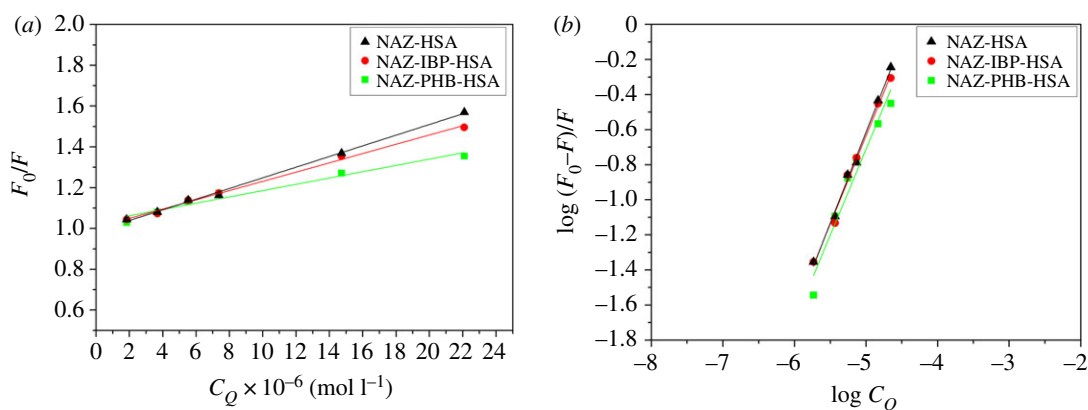 (a)
2.0
1.8
1.6
1.4
1.2
1.0
0.8
0.6
F0/F
NAZ-HSA
NAZ-IBP-HSA
NAZ-PHB-HSA
0 2 4 6 8 10 12 14 16 18 20 22 24
CQ × 10–6 (mol l–1)
(b)
–0
–0.2
–0.4
–0.6
–0.8
–1.0
–1.2
–1.4
–1.6
–1.8
log (F0–F)/F
NAZ-HSA
NAZ-IBP-HSA
NAZ-PHB-HSA
–8 –7 –6 –5 –4 –3 –2
log CQ